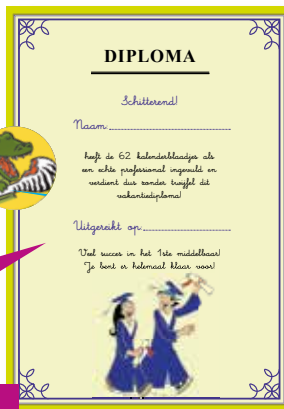 DIPLOMA
Schitterend!
Naam:
heeft de 62 kalenderblaadjes als
een echte professional ingevuld en
verdient dus zonder twijfel dit
vakantiediploma!
Uitgereikt op:
Veel succes in het 1ste middelbaar!
Je bent er helemaal klaar voor!